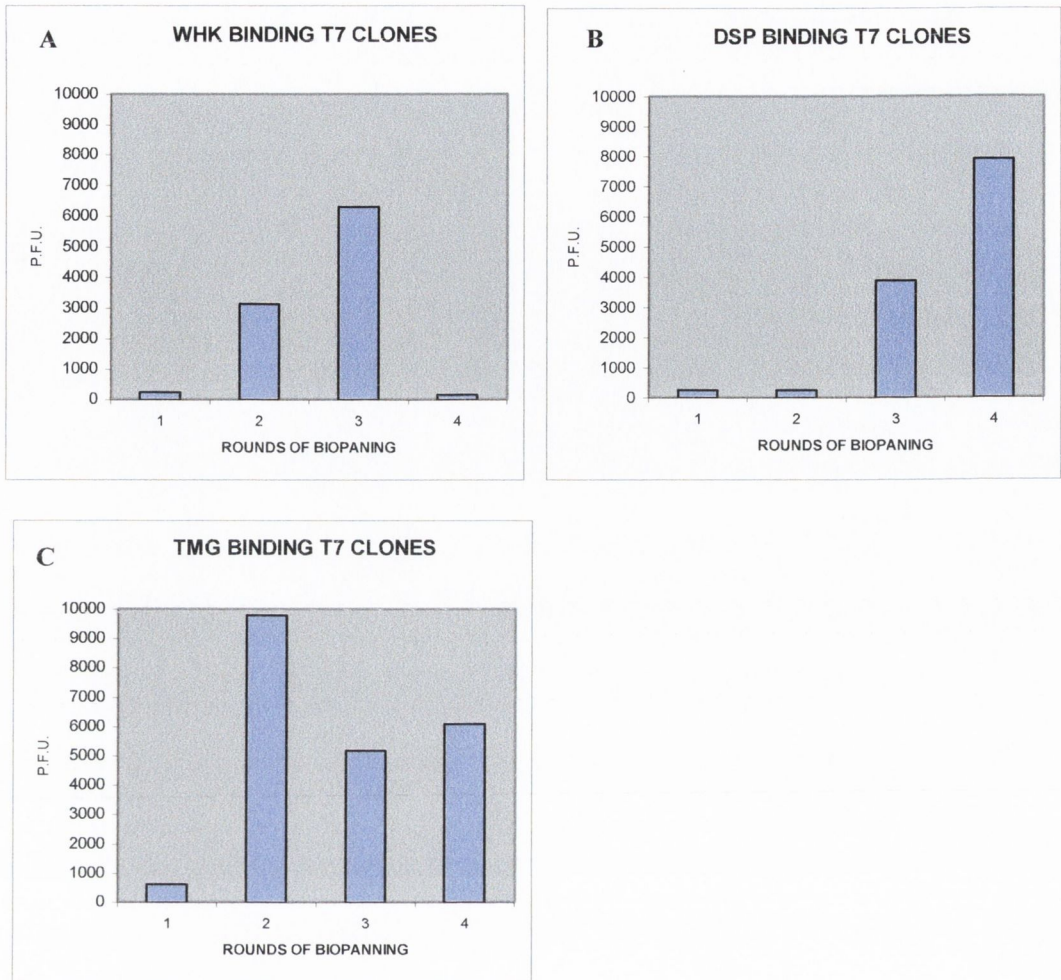 A
WHK BINDING T7 CLONES
10000
9000
8000
7000
6000
5000
4000
3000
2000
1000
0
P.F.U.
1 2 3 4
ROUNDS OF BIOPANING
B
DSP BINDING T7 CLONES
10000
9000
8000
7000
6000
5000
4000
3000
2000
1000
0
P.F.U.
1 2 3 4
ROUNDS OF BIOPANING
C
TMG BINDING T7 CLONES
10000
9000
8000
7000
6000
5000
4000
3000
2000
1000
0
P.F.U.
1 2 3 4
ROUNDS OF BIOPANNING